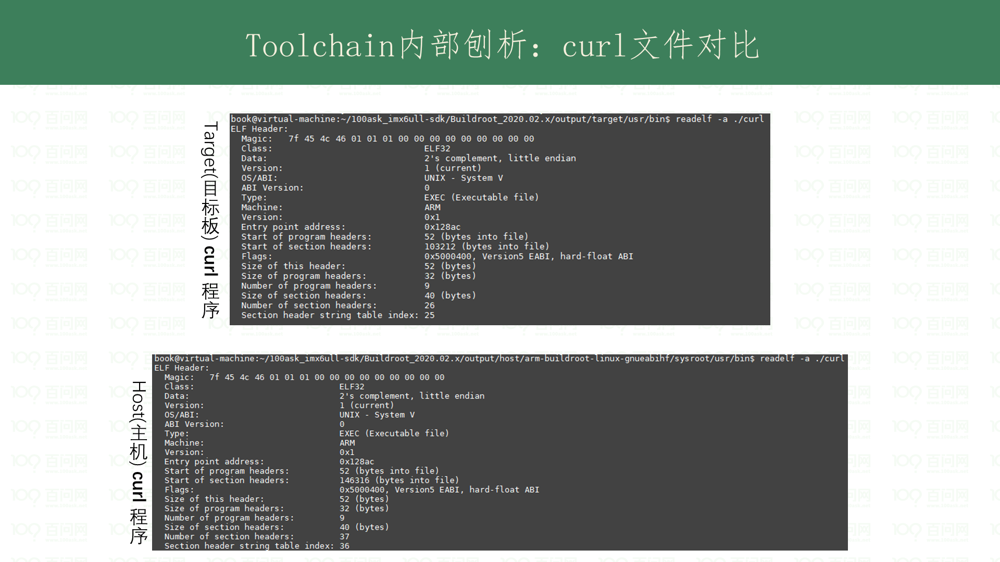 Toolchain内部刨析：curl文件对比
Target(目标板) curl 程序
book@virtual-machine:~/100ask_imx6ull-sdk/Buildroot_2020.02.x/output/target/usr/bin$ readelf -a ./curl
ELF Header:
Magic: 7f 45 4c 46 01 01 01 00 00 00 00 00 00 00 00 00
Class: ELF32
Data: 2's complement, little endian
Version: 1 (current)
OS/ABI: UNIX - System V
ABI Version: 0
Type: EXEC (Executable file)
Machine: ARM
Version: 0x1
Entry point address: 0x128ac
Start of program headers: 52 (bytes into file)
Start of section headers: 103212 (bytes into file)
Flags: 0x5000400, Version5 EABI, hard-float ABI
Size of this header: 52 (bytes)
Size of program headers: 32 (bytes)
Number of program headers: 9
Size of section headers: 40 (bytes)
Number of section headers: 26
Section header string table index: 25
Host(主机) curl 程序
book@virtual-machine:~/100ask_imx6ull-sdk/Buildroot_2020.02.x/output/host/arm-buildroot-linux-gnueabihf/sysroot/usr/bin$ readelf -a ./curl
ELF Header:
Magic: 7f 45 4c 46 01 01 01 00 00 00 00 00 00 00 00 00
Class: ELF32
Data: 2's complement, little endian
Version: 1 (current)
OS/ABI: UNIX - System V
ABI Version: 0
Type: EXEC (Executable file)
Machine: ARM
Version: 0x1
Entry point address: 0x128ac
Start of program headers: 52 (bytes into file)
Start of section headers: 146316 (bytes into file)
Flags: 0x5000400, Version5 EABI, hard-float ABI
Size of this header: 52 (bytes)
Size of program headers: 32 (bytes)
Number of program headers: 9
Size of section headers: 40 (bytes)
Number of section headers: 37
Section header string table index: 36